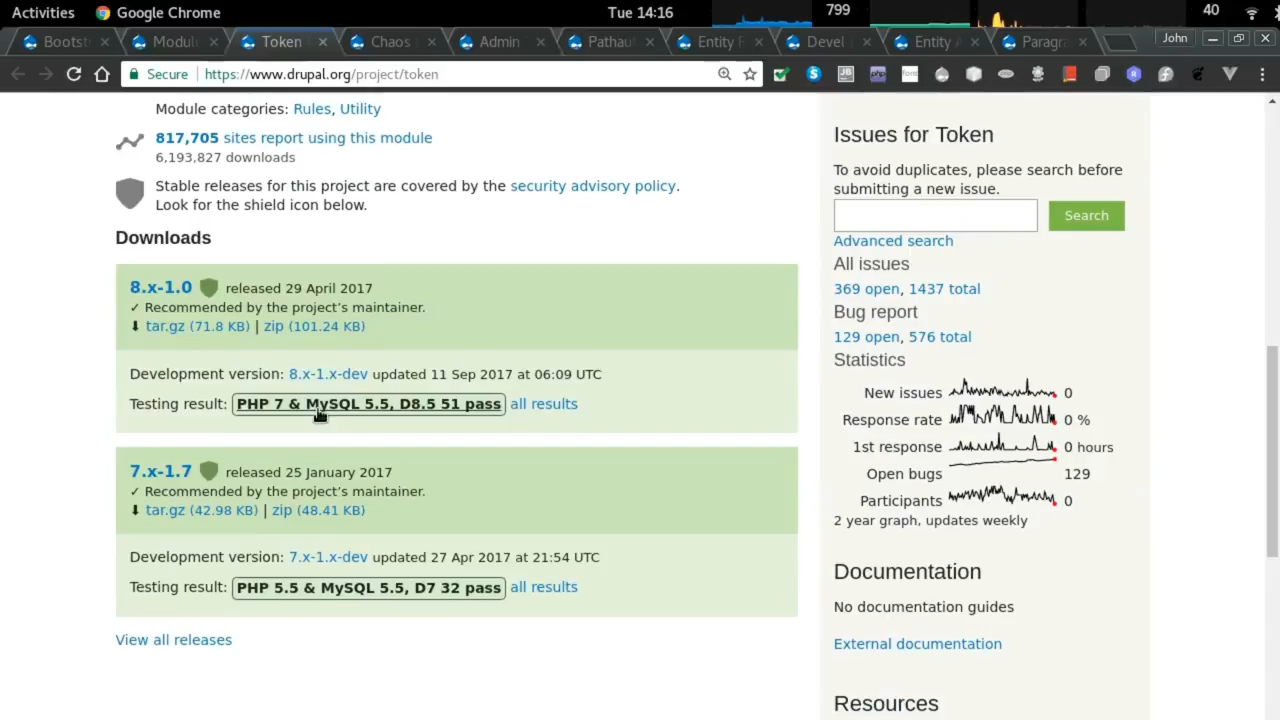 Activities
Google Chrome
Tue 14:16
799
40
Bootst
Modul
Token
Chaos
Admin
Pathau
Entity F
Devel
Entity A
Paragr
John
Secure
https://www.drupal.org/project/token
Module categories: Rules, Utility
817,705 sites report using this module
6,193,827 downloads
Stable releases for this project are covered by the security advisory policy.
Look for the shield icon below.
Downloads
8.x-1.0 released 29 April 2017
✓ Recommended by the project's maintainer.
tar.gz (71.8 KB) | zip (101.24 KB)
Development version: 8.x-1.x-dev updated 11 Sep 2017 at 06:09 UTC
Testing result: PHP 7 & MySQL 5.5, D8.5 51 pass all results
7.x-1.7 released 25 January 2017
✓ Recommended by the project's maintainer.
tar.gz (42.98 KB) | zip (48.41 KB)
Development version: 7.x-1.x-dev updated 27 Apr 2017 at 21:54 UTC
Testing result: PHP 5.5 & MySQL 5.5, D7 32 pass all results
View all releases
Issues for Token
To avoid duplicates, please search before
submitting a new issue.
Search
Advanced search
All issues
369 open, 1437 total
Bug report
129 open, 576 total
Statistics
New issues 0
Response rate 0 %
1st response 0 hours
Open bugs 129
Participants 0
2 year graph, updates weekly
Documentation
No documentation guides
External documentation
Resources